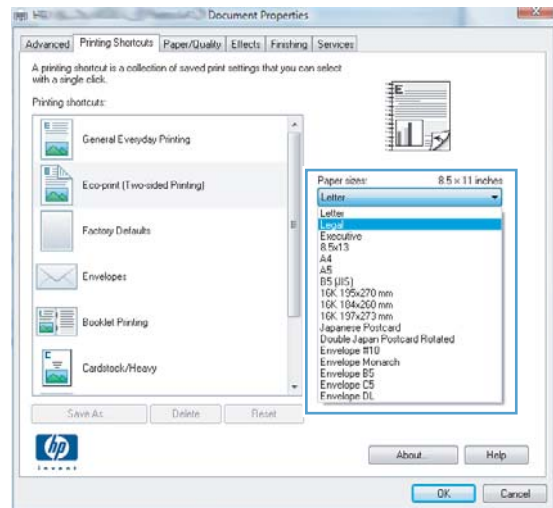 Document Properties
Advanced Printing Shortcuts Paper/Quality Effects Finishing Services
A printing shortcut is a collection of saved print settings that you can select
with a single click.
Printing shortcuts:
General Everyday Printing
Eco-print (Two-sided Printing)
Factory Defaults
Envelopes
Booklet Printing
Cardstock/Heavy
E
Paper sizes: 8.5 × 11 inches
Letter
Letter
Legal
Executive
8.5x13
A4
A5
B5 (JIS)
16K 195x270 mm
16K 184x260 mm
16K 197x273 mm
Japanese Postcard
Double Japan Postcard Rotated
Envelope #10
Envelope Monarch
Envelope B5
Envelope C5
Envelope DL
Save As Delete Reset
hp
invent
About... Help
OK Cancel